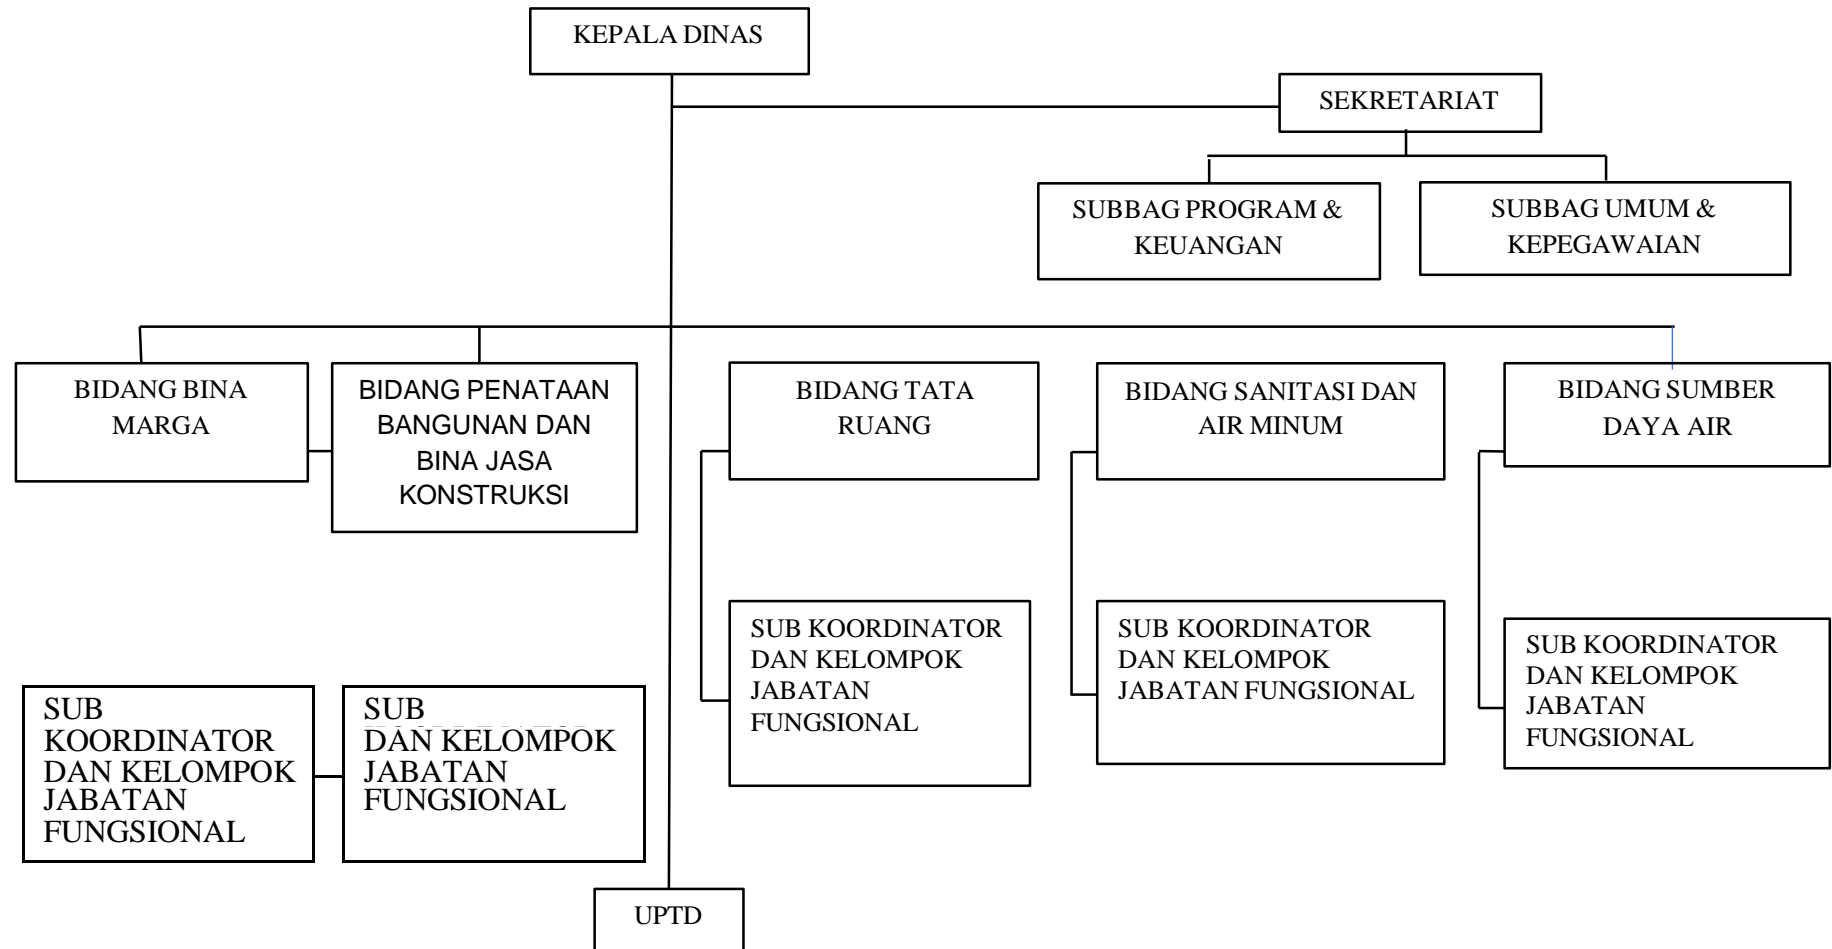 KEPALA DINAS
SEKRETARIAT
SUBBAG PROGRAM &
KEUANGAN
SUBBAG UMUM &
KEPEGAWAIAN
BIDANG BINA
MARGA
BIDANG PENATAAN
BANGUNAN DAN
BINA JASA
KONSTRUKSI
BIDANG TATA
RUANG
BIDANG SANITASI DAN
AIR MINUM
BIDANG SUMBER
DAYA AIR
SUB
KOORDINATOR
DAN KELOMPOK
JABATAN
FUNGSIONAL
SUB
DAN KELOMPOK
JABATAN
FUNGSIONAL
SUB KOORDINATOR
DAN KELOMPOK
JABATAN
FUNGSIONAL
SUB KOORDINATOR
DAN KELOMPOK
JABATAN FUNGSIONAL
SUB KOORDINATOR
DAN KELOMPOK
JABATAN
FUNGSIONAL
UPTD